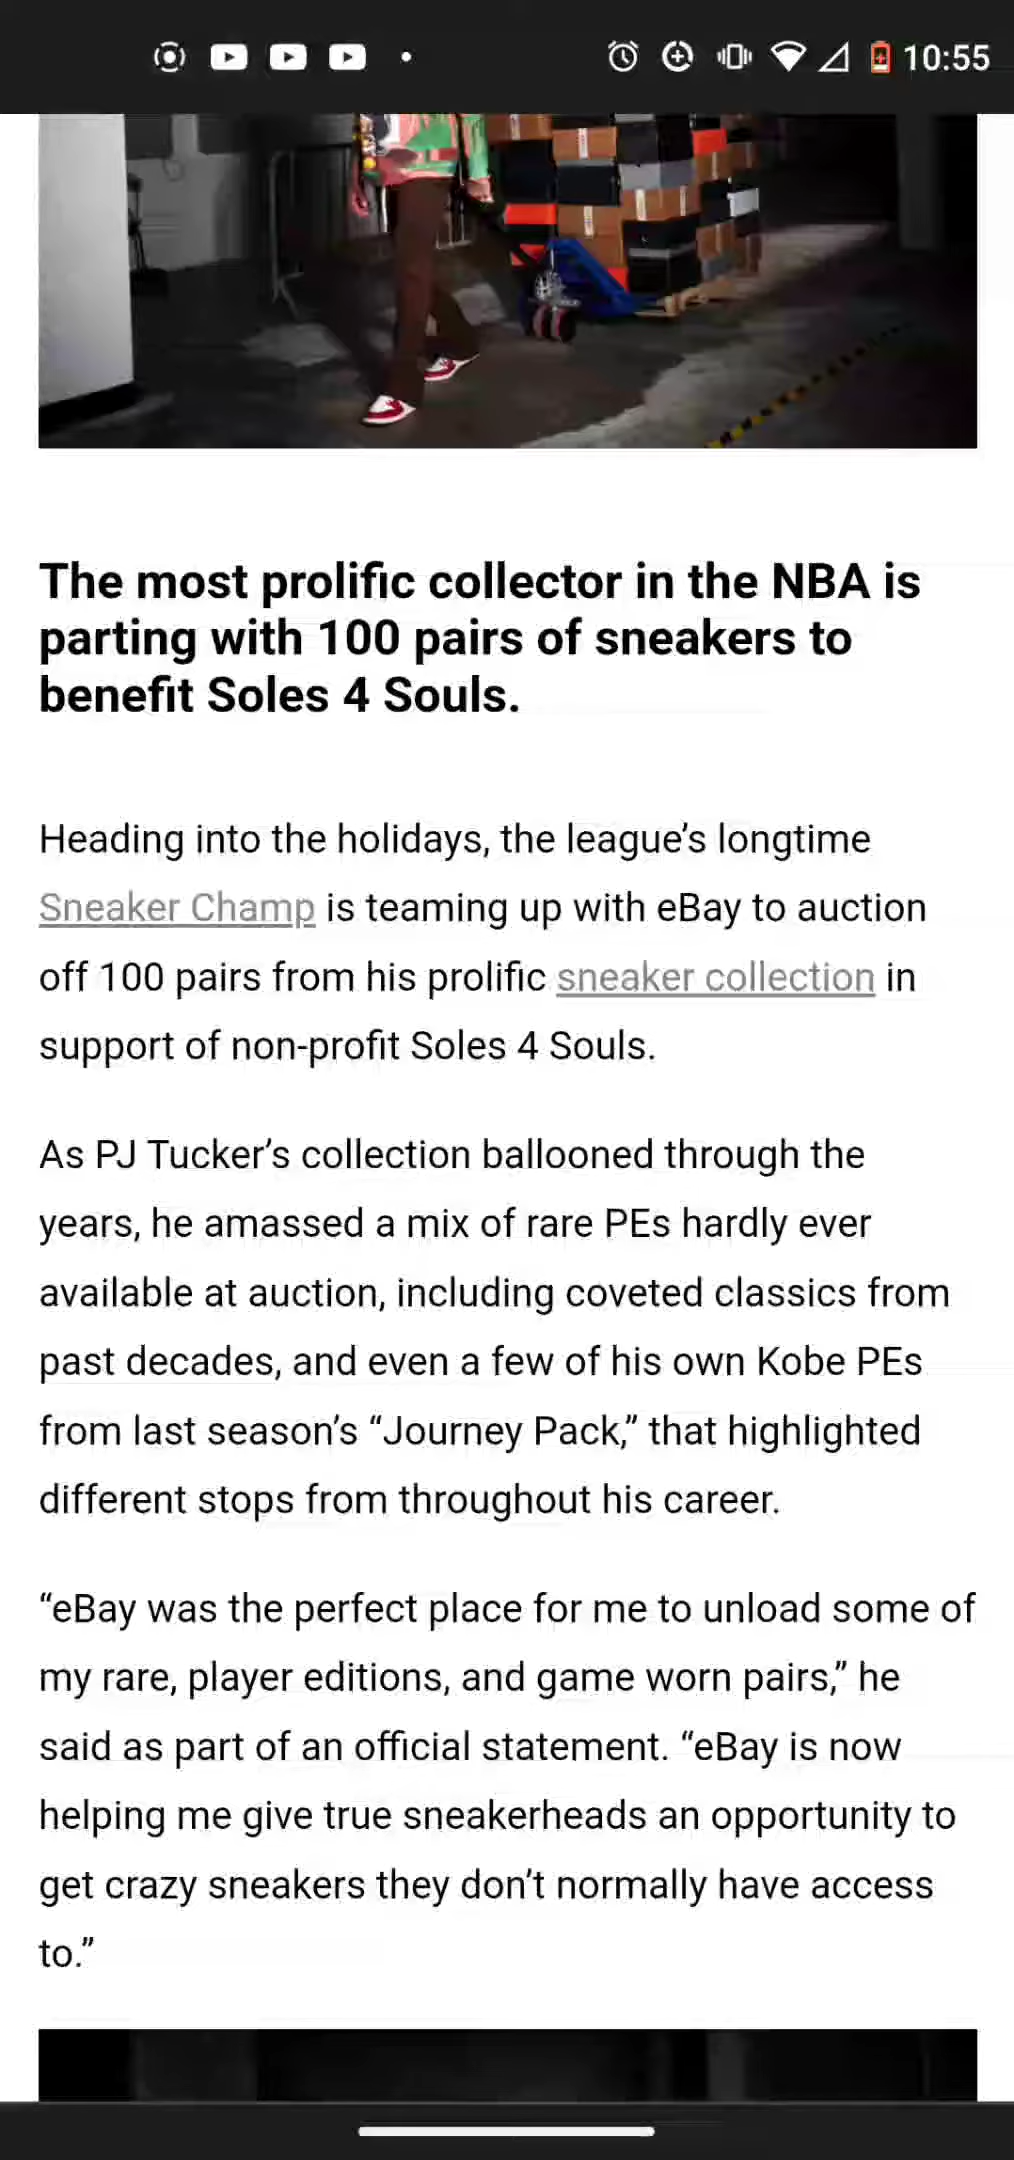 10:55
The most prolific collector in the NBA is
parting with 100 pairs of sneakers to
benefit Soles 4 Souls.
Heading into the holidays, the league’s longtime
Sneaker Champ is teaming up with eBay to auction
off 100 pairs from his prolific sneaker collection in
support of non-profit Soles 4 Souls.
As PJ Tucker’s collection ballooned through the
years, he amassed a mix of rare PEs hardly ever
available at auction, including coveted classics from
past decades, and even a few of his own Kobe PEs
from last season’s “Journey Pack,” that highlighted
different stops from throughout his career.
“eBay was the perfect place for me to unload some of
my rare, player editions, and game worn pairs,” he
said as part of an official statement. “eBay is now
helping me give true sneakerheads an opportunity to
get crazy sneakers they don’t normally have access
to.”